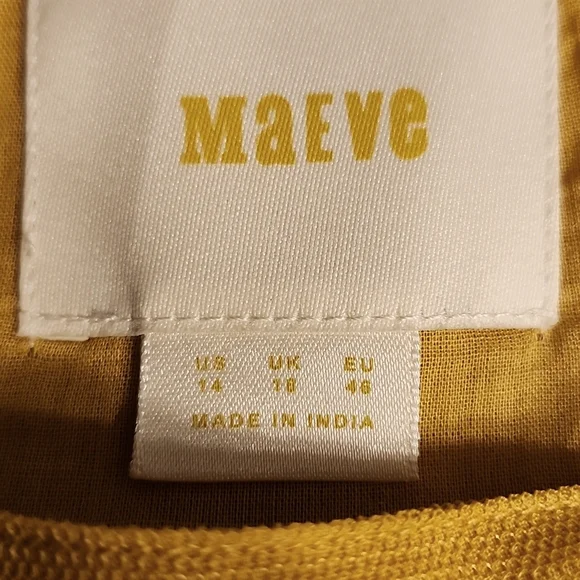 MaEVe
US UK EU
14 18 46
MADE IN INDIA